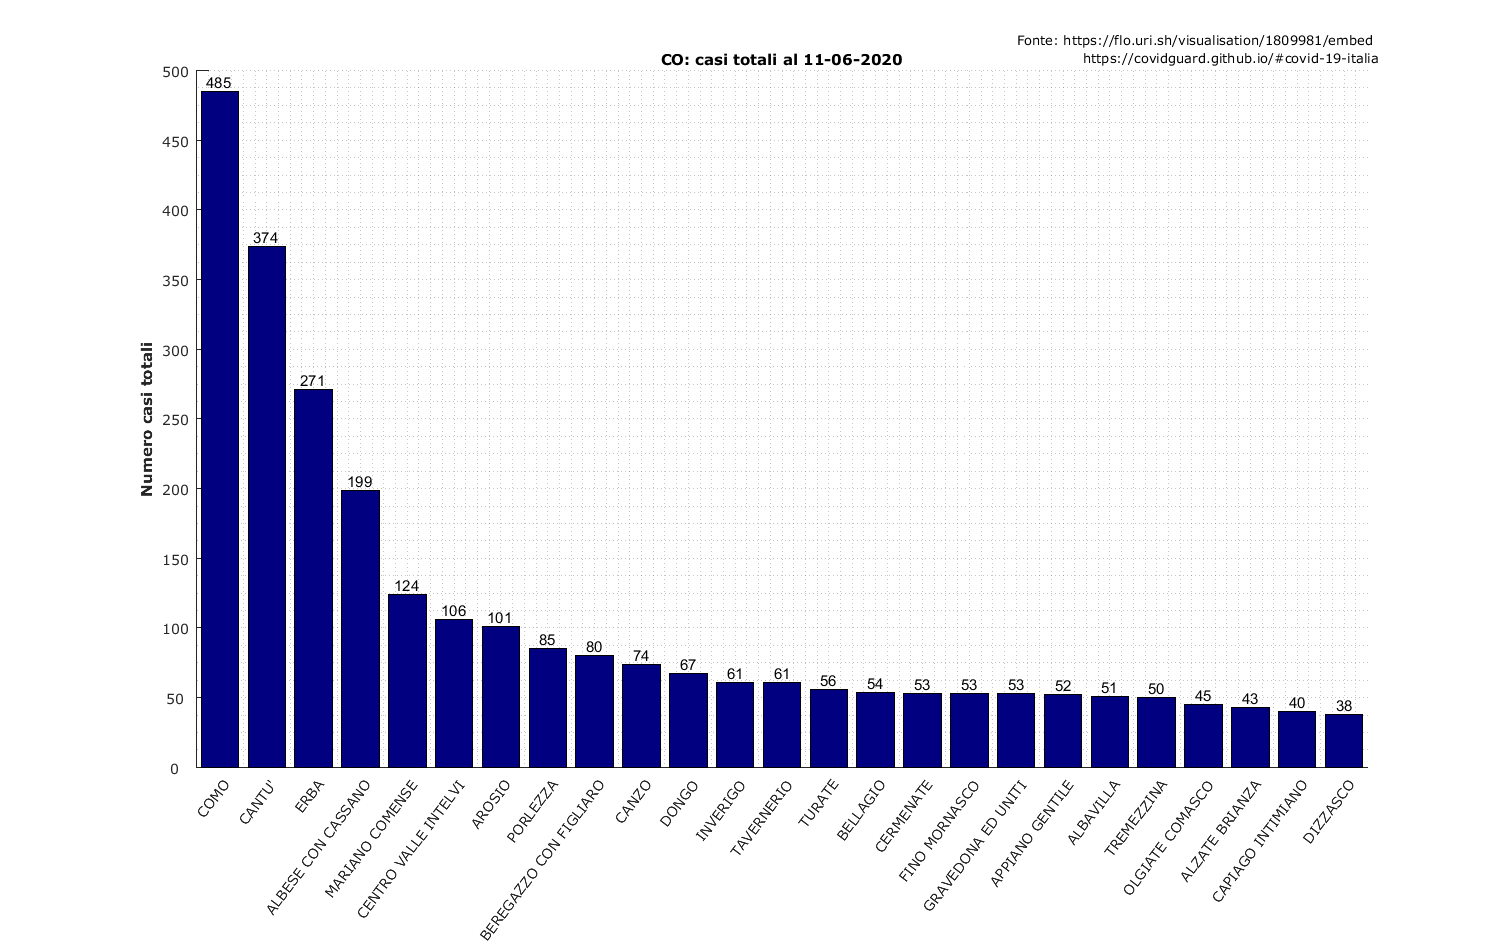 Fonte: https://flo.uri.sh/visualisation/1809981/embed
https://covidguard.github.io/#covid-19-italia
CO: casi totali al 11-06-2020
Numero casi totali
500
450
400
350
300
250
200
150
100
50
0
485
374
271
199
124
106
101
85
80
74
67
61
61
56
54
53
53
53
52
51
50
45
43
40
38
COMO
CANTU'
ERBA
ALBESE CON CASSANO
MARIANO COMENSE
CENTRO VALLE INTELVI
AROSIO
PORLEZZA
BEREGAZZO CON FIGLIARO
CANZO
DONGO
INVERIGO
TAVERNERIO
TURATE
BELLAGIO
CERMENATE
FINO MORNASCO
GRAVEDONA ED UNITI
APPIANO GENTILE
ALBAVILLA
TREMEZZINA
OLGIATE COMASCO
ALZATE BRIANZA
CAPIAGO INTIMIANO
DIZZASCO